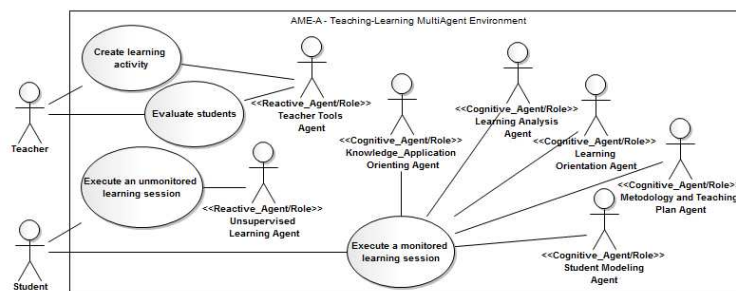 AME-A - Teaching-Learning MultiAgent Environment
Create learning
activity
Evaluate students
Teacher
<<Reactive_Agent/Role>>
Teacher Tools
Agent
<<Cognitive_Agent/Role>>
Learning Analysis
Agent
<<Cognitive_Agent/Role>>
Knowledge_Application
Orienting Agent
<<Cognitive_Agent/Role>>
Learning
Orientation Agent
Execute an unmonitored
learning session
<<Reactive_Agent/Role>>
Unsupervised
Learning Agent
<<Cognitive_Agent/Role>>
Metodology and Teaching
Plan Agent
Student
Execute a monitored
learning session
<<Cognitive_Agent/Role>>
Student Modeling
Agent